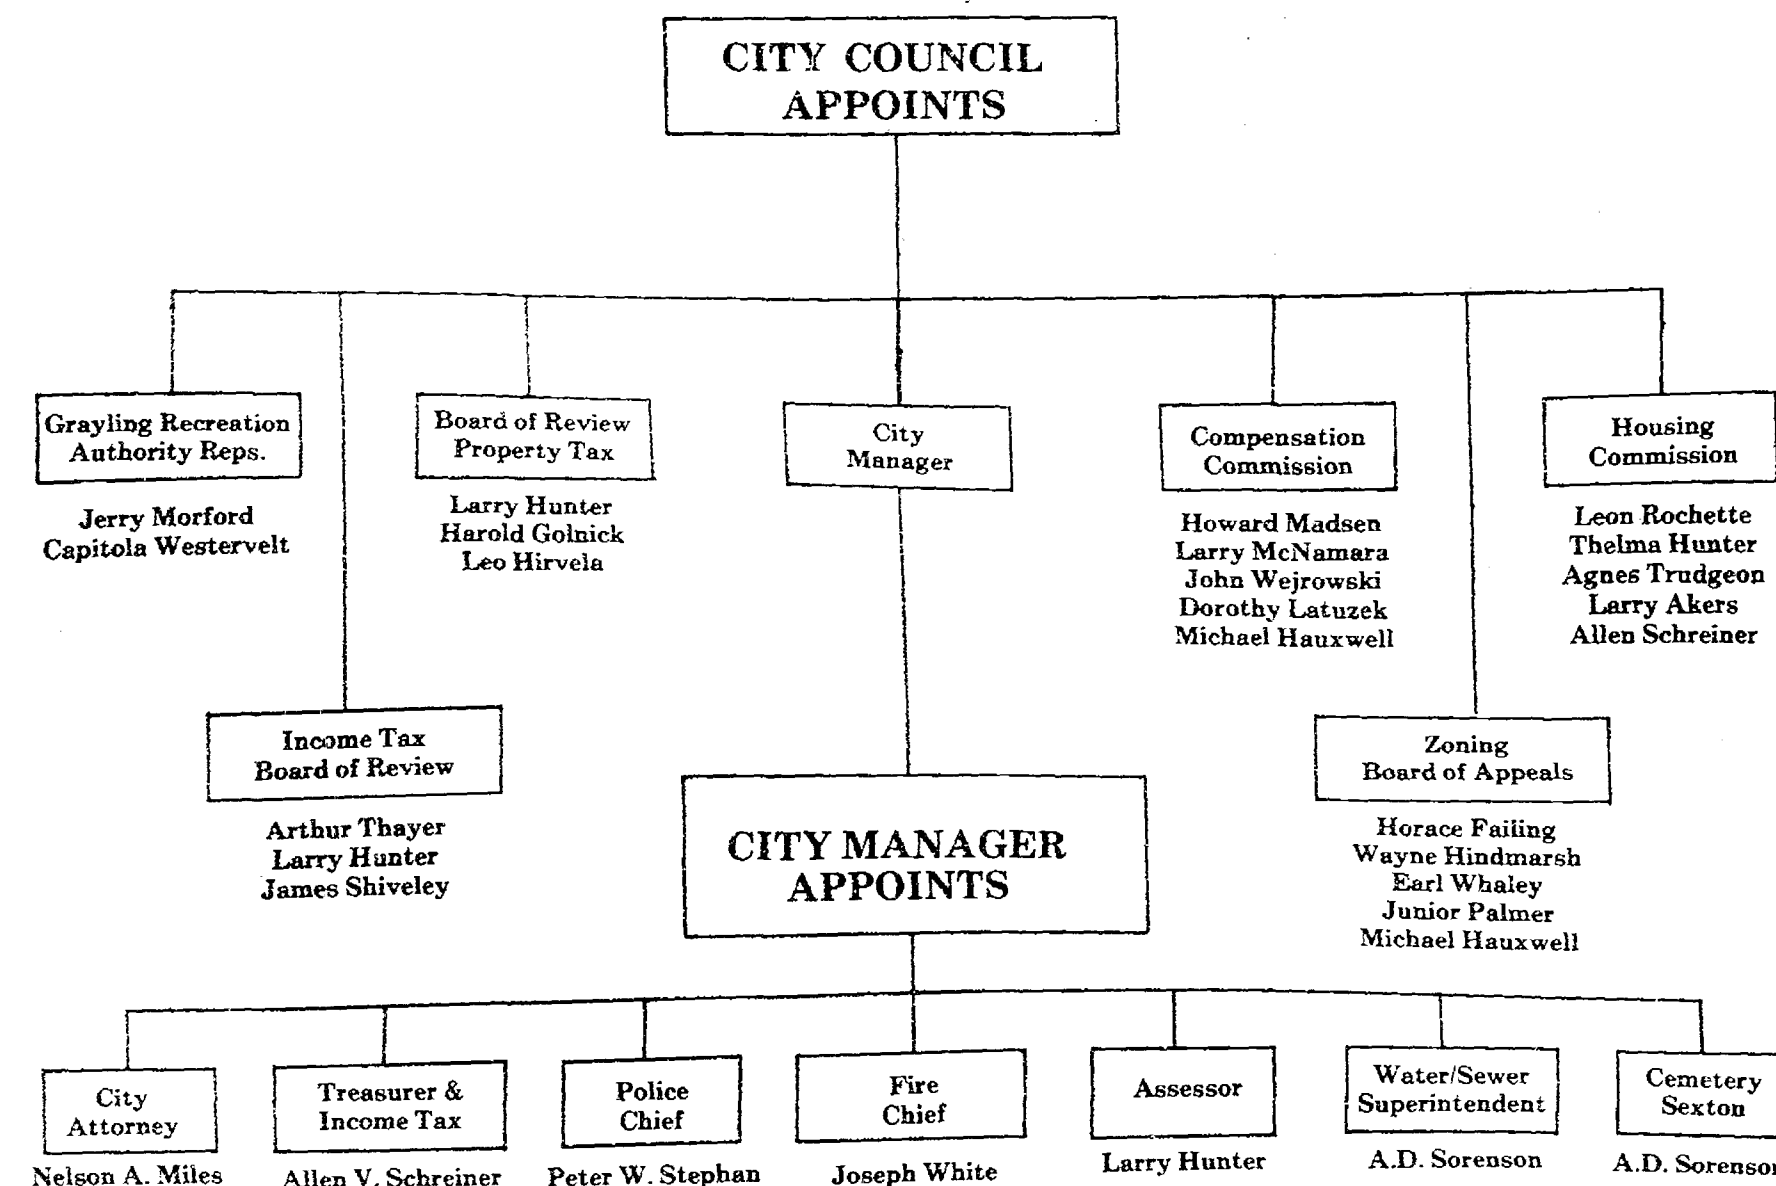 CITY COUNCIL
APPOINTS
Grayling Recreation
Authority Reps.
Jerry Morford
Capitola Westervelt
Board of Review
Property Tax
Larry Hunter
Harold Golnick
Leo Hirvela
City
Manager
Compensation
Commission
Howard Madsen
Larry McNamara
John Wejrowski
Dorothy Latuzek
Michael Hauxwell
Housing
Commission
Leon Rochette
Thelma Hunter
Agnes Trudgeon
Larry Akers
Allen Schreiner
Income Tax
Board of Review
Arthur Thayer
Larry Hunter
James Shiveley
Zoning
Board of Appeals
Horace Failing
Wayne Hindmarsh
Earl Whaley
Junior Palmer
Michael Hauxwell
CITY MANAGER
APPOINTS
City
Attorney
Nelson A. Miles
Treasurer &
Income Tax
Allen V. Schreiner
Police
Chief
Peter W. Stephan
Fire
Chief
Joseph White
Assessor
Larry Hunter
Water/Sewer
Superintendent
A.D. Sorenson
Cemetery
Sexton
A.D. Sorenson